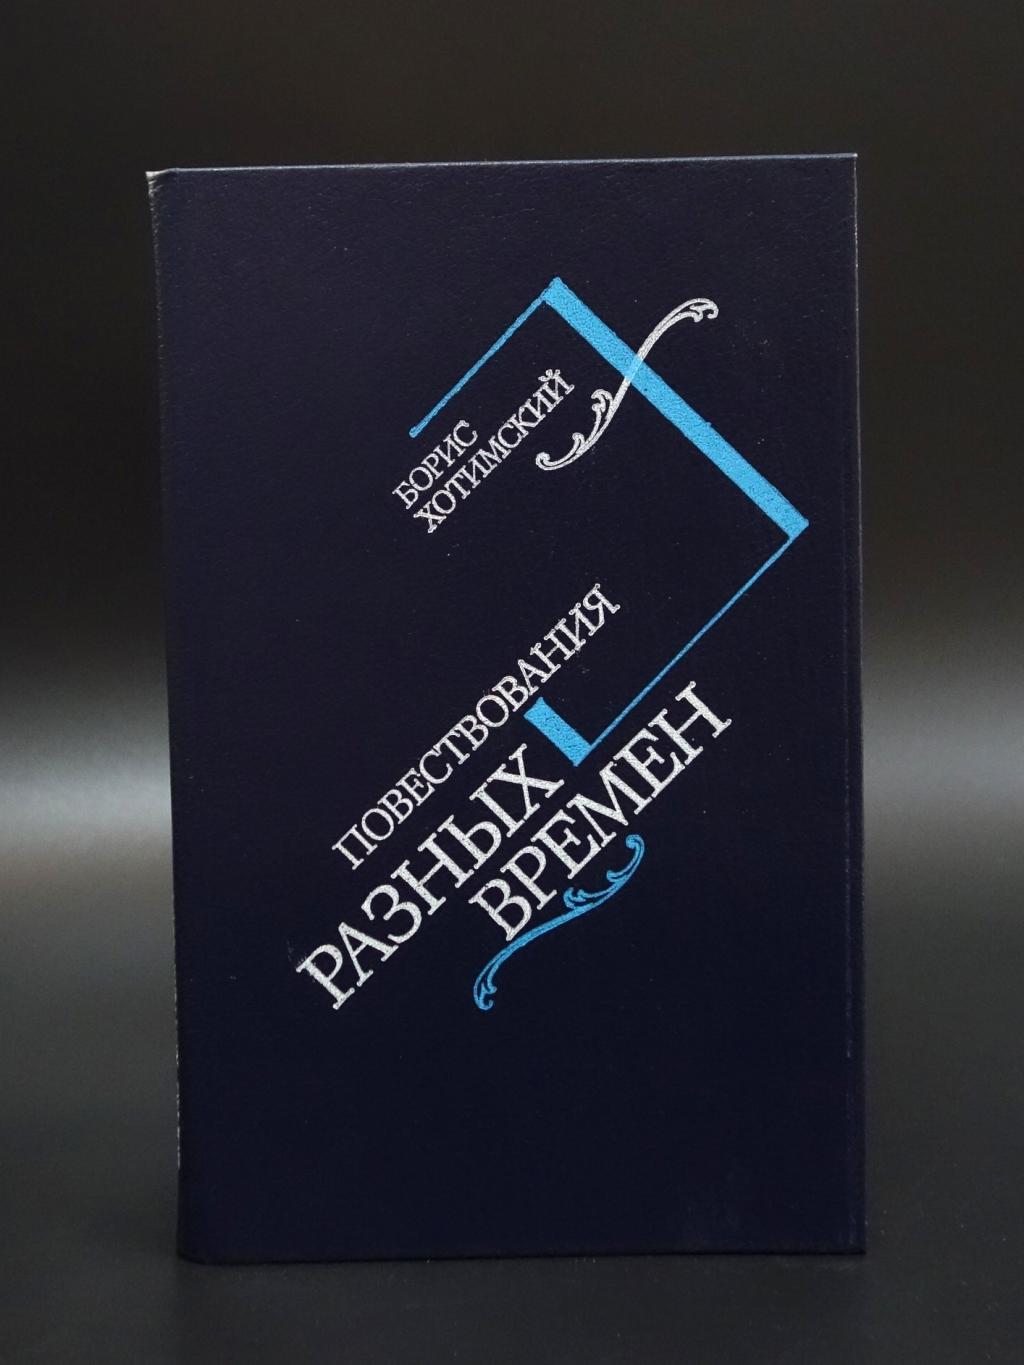 БОРИС
ХОТИМСКИЙ
ПОВЕСТВОВАНИЯ
РАЗНЫХ
ВРЕМЕН